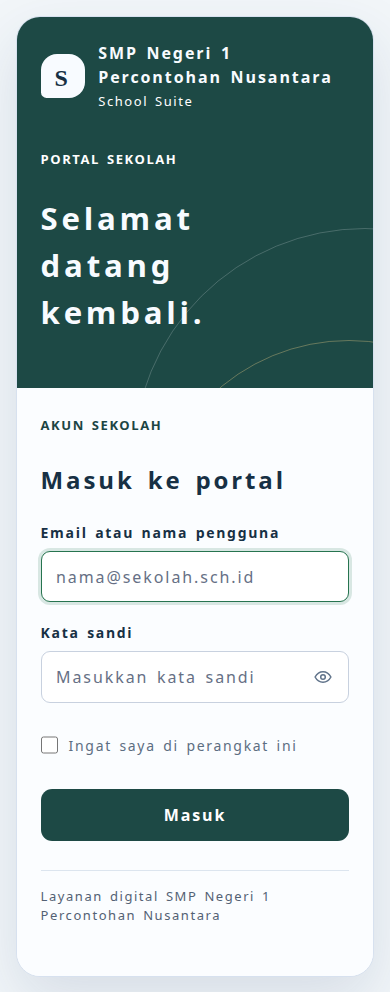 S
SMP Negeri 1
Percontohan Nusantara
School Suite
PORTAL SEKOLAH
Selamat
datang
kembali.
AKUN SEKOLAH
Masuk ke portal
Email atau nama pengguna
nama@sekolah.sch.id
Kata sandi
Masukkan kata sandi
Ingat saya di perangkat ini
Masuk
Layanan digital SMP Negeri 1
Percontohan Nusantara